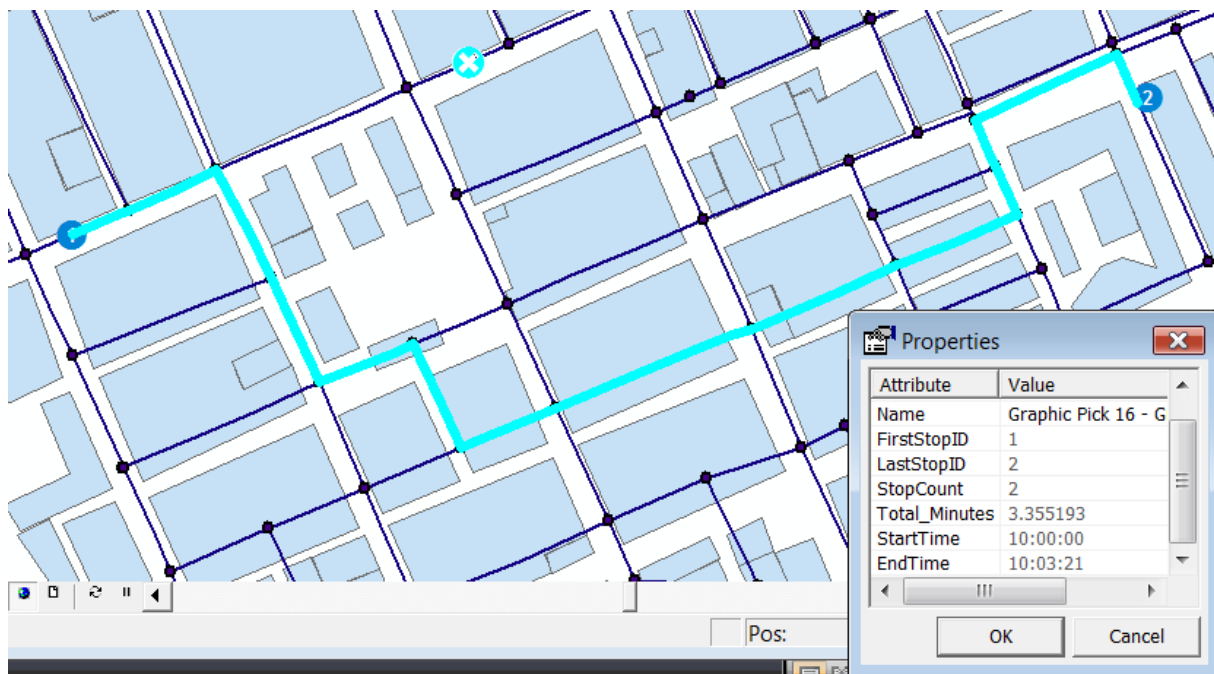 2
Properties
Attribute Value
Name Graphic Pick 16 - G
FirstStopID 1
LastStopID 2
StopCount 2
Total_Minutes 3.355193
StartTime 10:00:00
EndTime 10:03:21
OK Cancel
Pos: